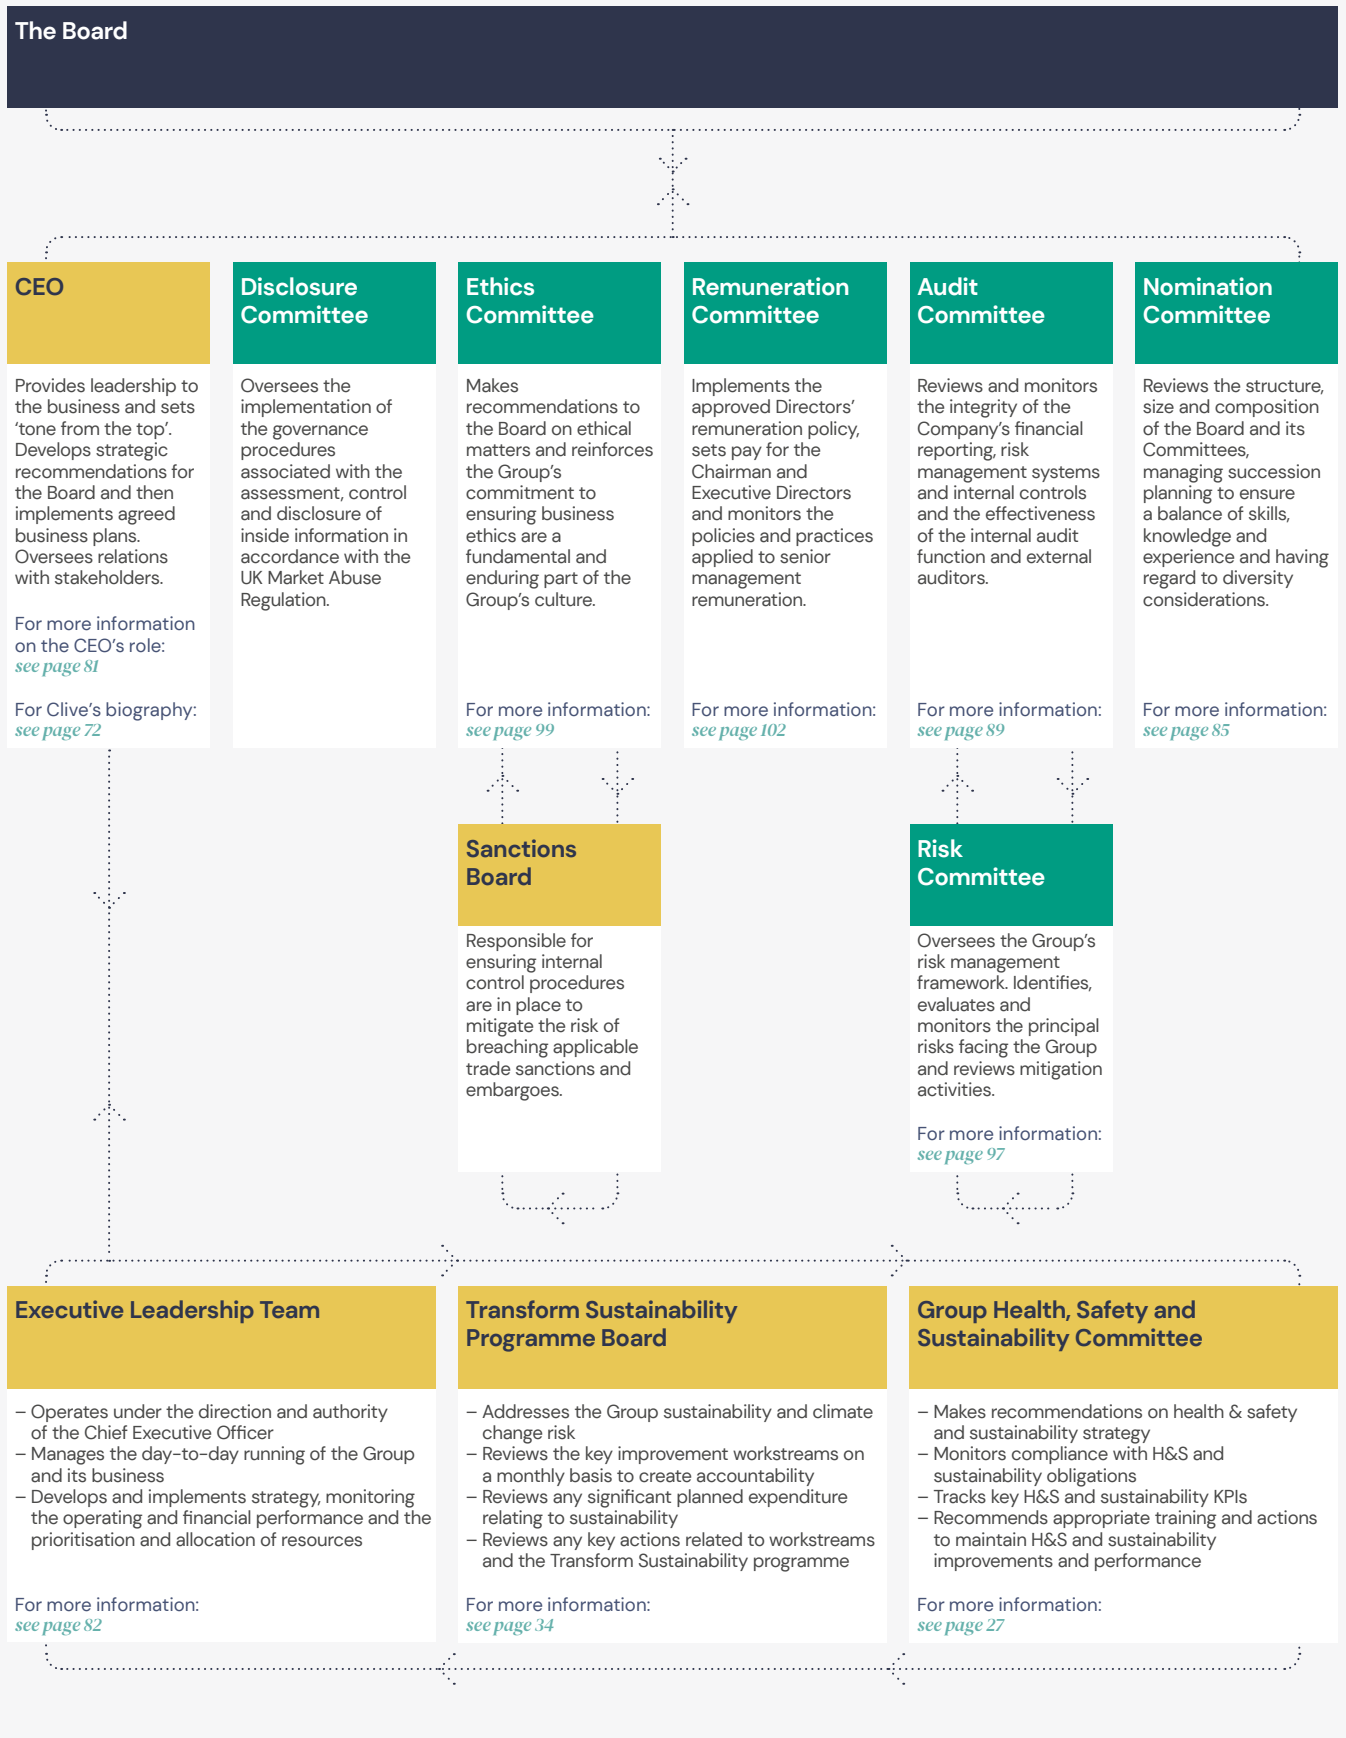 The Board
CEO
Provides leadership to
the business and sets
‘tone from the top’.
Develops strategic
recommendations for
the Board and then
implements agreed
business plans.
Oversees relations
with stakeholders.
For more information
on the CEO’s role:
see page 81
For Clive’s biography:
see page 72
Disclosure
Committee
Oversees the
implementation of
the governance
procedures
associated with the
assessment, control
and disclosure of
inside information in
accordance with the
UK Market Abuse
Regulation.
Ethics
Committee
Makes
recommendations to
the Board on ethical
matters and reinforces
the Group’s
commitment to
ensuring business
ethics are a
fundamental and
enduring part of the
Group’s culture.
For more information:
see page 99
Remuneration
Committee
Implements the
approved Directors’
remuneration policy,
sets pay for the
Chairman and
Executive Directors
and monitors the
policies and practices
applied to senior
management
remuneration.
For more information:
see page 102
Audit
Committee
Reviews and monitors
the integrity of the
Company’s financial
reporting, risk
management systems
and internal controls
and the effectiveness
of the internal audit
function and external
auditors.
For more information:
see page 89
Nomination
Committee
Reviews the structure,
size and composition
of the Board and its
Committees,
managing succession
planning to ensure
a balance of skills,
knowledge and
experience and having
regard to diversity
considerations.
For more information:
see page 85
Sanctions
Board
Responsible for
ensuring internal
control procedures
are in place to
mitigate the risk of
breaching applicable
trade sanctions and
embargoes.
Risk
Committee
Oversees the Group’s
risk management
framework. Identifies,
evaluates and
monitors the principal
risks facing the Group
and reviews mitigation
activities.
For more information:
see page 97
Executive Leadership Team
– Operates under the direction and authority
of the Chief Executive Officer
– Manages the day-to-day running of the Group
and its business
– Develops and implements strategy, monitoring
the operating and financial performance and the
prioritisation and allocation of resources
For more information:
see page 82
Transform Sustainability
Programme Board
– Addresses the Group sustainability and climate
change risk
– Reviews the key improvement workstreams on
a monthly basis to create accountability
– Reviews any significant planned expenditure
relating to sustainability
– Reviews any key actions related to workstreams
and the Transform Sustainability programme
For more information:
see page 34
Group Health, Safety and
Sustainability Committee
– Makes recommendations on health & safety
and sustainability strategy
– Monitors compliance with H&S and
sustainability obligations
– Tracks key H&S and sustainability KPIs
– Recommends appropriate training and actions
to maintain H&S and sustainability
improvements and performance
For more information:
see page 27